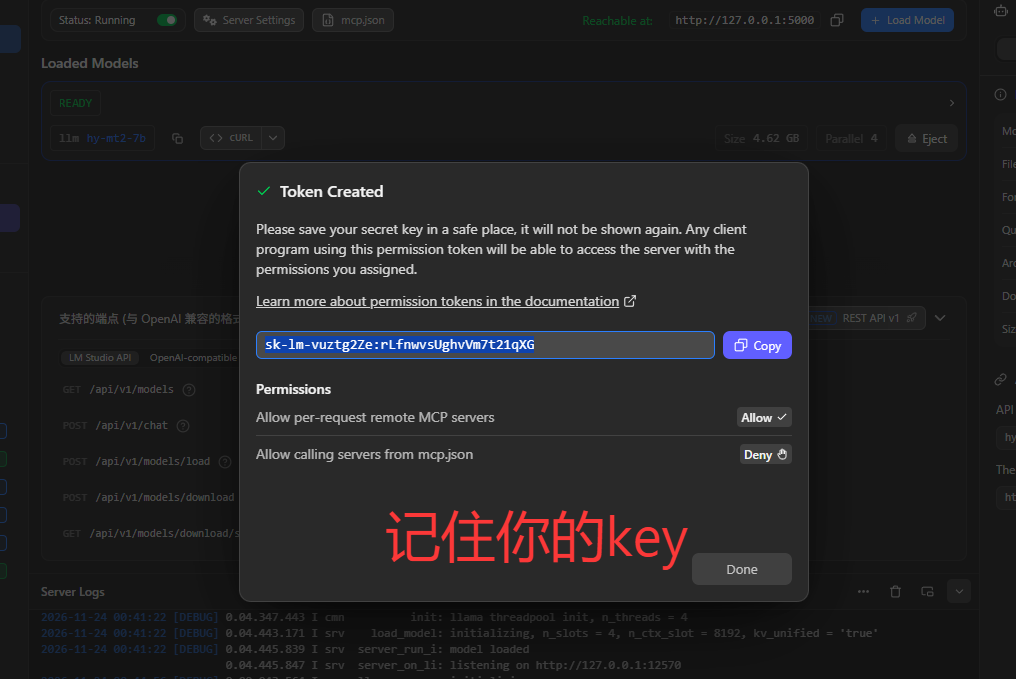 Status: Running
Server Settings
mcp.json
Reachable at:
http://127.0.0.1:5000
+ Load Model
Loaded Models
READY
llm hy-mt2-7b
<> cURL
Size 4.62 GB
Parallel 4
Eject
Token Created
Please save your secret key in a safe place, it will not be shown again. Any client
program using this permission token will be able to access the server with the
permissions you assigned.
Learn more about permission tokens in the documentation
sk-lm-vuztg2Ze:rLfnwvsUghvVm7t21qXG
Copy
Permissions
Allow per-request remote MCP servers
Allow
Allow calling servers from mcp.json
Deny
记住你的key
Done
支持的端点 (与 OpenAI 兼容的格式
REST API v1
LM Studio API
OpenAI-compatible
GET /api/v1/models
POST /api/v1/chat
POST /api/v1/models/load
POST /api/v1/models/download
GET /api/v1/models/download/s
API
hy
The
ht
Server Logs
2026-11-24 00:41:22 [DEBUG] 0.04.347.443 I cmn init: llama threadpool init, n_threads = 4
2026-11-24 00:41:22 [DEBUG] 0.04.443.171 I srv load_model: initializing, n_slots = 4, n_ctx_slot = 8192, kv_unified = 'true'
2026-11-24 00:41:22 [DEBUG] 0.04.445.839 I srv server_run_i: model loaded
0.04.445.847 I srv server_on_li: listening on http://127.0.0.1:12570